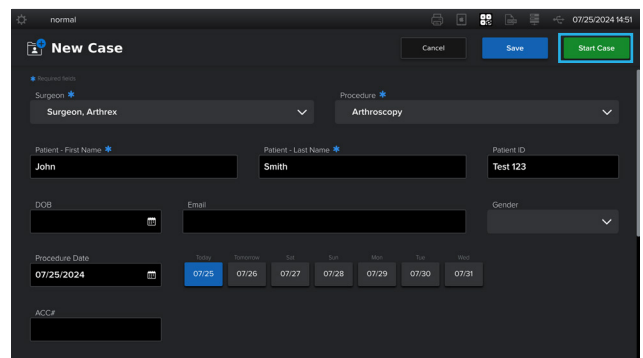 normal 07/25/2024 14:51
New Case Cancel Save Start Case
* Required fields
Surgeon * Procedure *
Surgeon, Arthrex Arthroscopy
Patient - First Name * Patient - Last Name * Patient ID
John Smith Test 123
DOB Email Gender
Procedure Date Today Tomorrow Sat Sun Mon Tue Wed
07/25/2024 07/25 07/26 07/27 07/28 07/29 07/30 07/31
ACC#